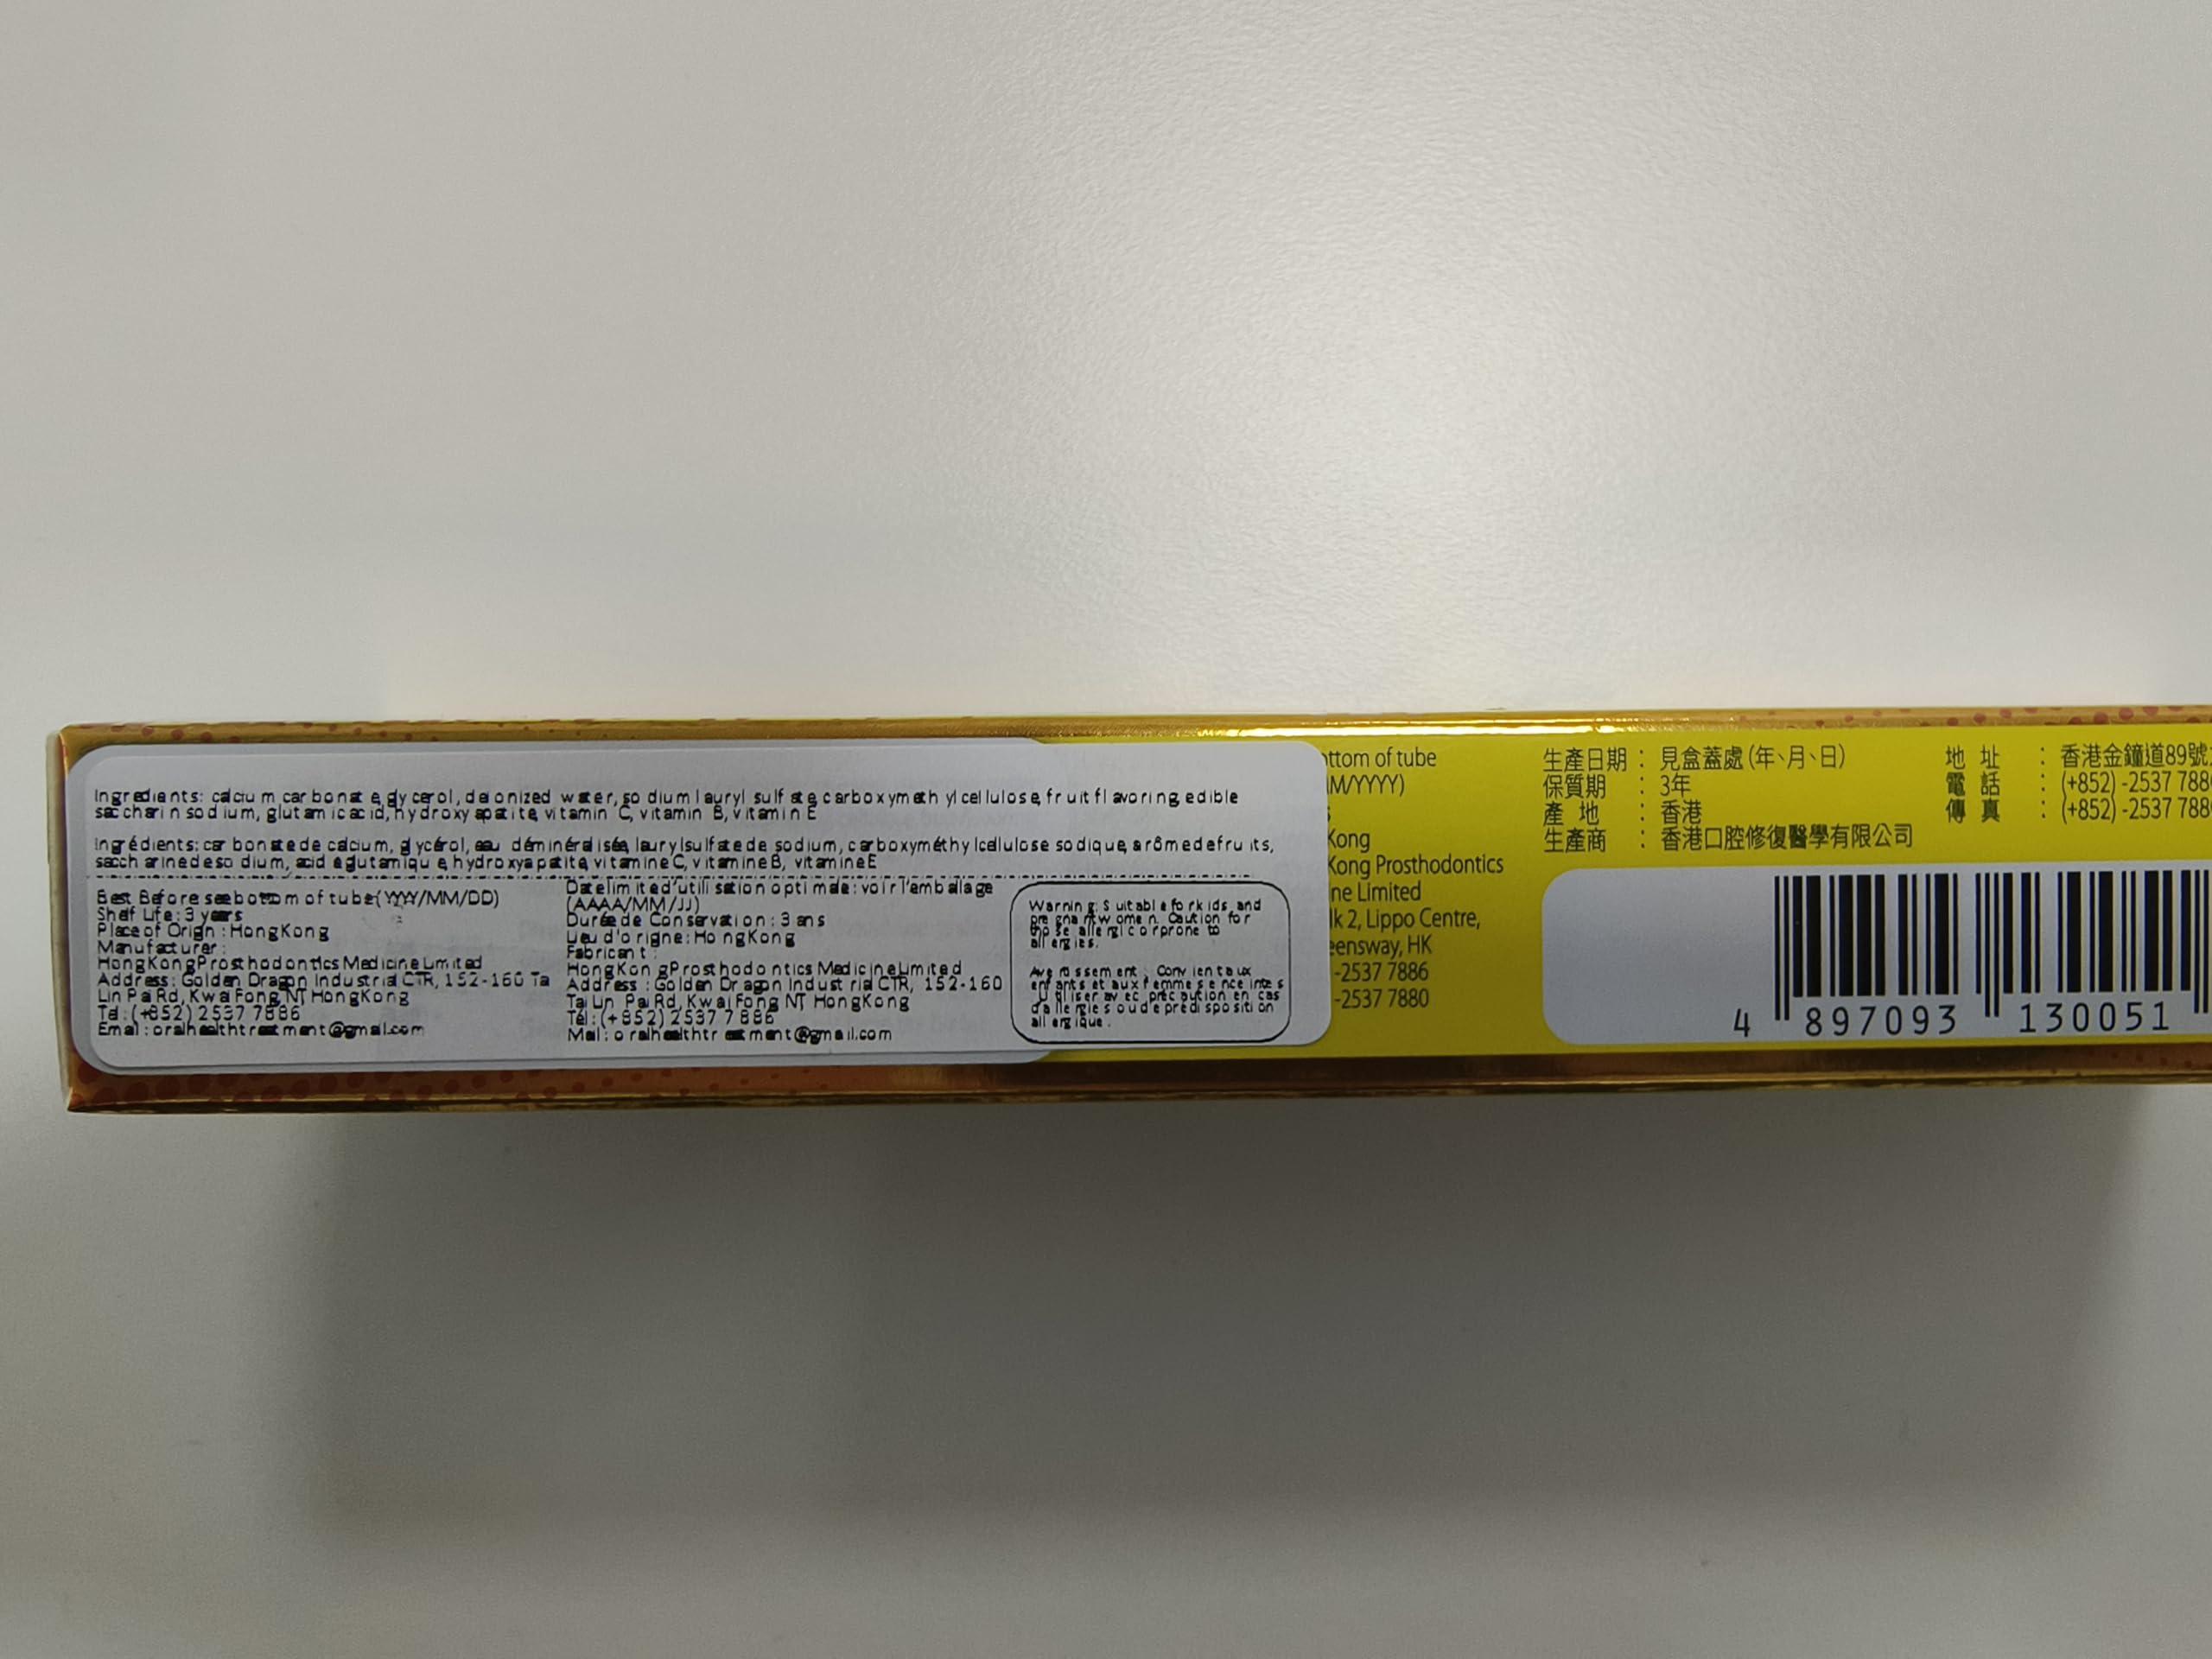 Ingredients: calcium carbonate, glycerol, deionized water, sodium lauryl sulfate, carboxymethylcellulose, fruit flavoring, edible
saccharin sodium, glutamic acid, hydroxyapatite, vitamin C, vitamin B, vitamin E
Ingrédients: carbonate de calcium, glycérol, eau déminéralisée, laurylsulfate de sodium, carboxyméthylcellulose sodique, arôme de fruits,
saccharine de sodium, acide glutamique, hydroxyapatite, vitamine C, vitamine B, vitamine E
Best Before see bottom of tube (YYYY/MM/DD)
Shelf Life: 3 years
Place of Origin: Hong Kong
Manufacturer:
Hong Kong Prosthodontics Medicine Limited
Address: Golden Dragon Industrial CTR, 152-160 Ta
Lin Pai Rd, Kwai Fong, NT, Hong Kong
Tel: (+852) 2537 7886
Email: oralhealthtreatment@gmail.com
Date limite d'utilisation optimale: voir l'emballage
(AAAA/MM/JJ)
Durée de Conservation: 3 ans
Lieu d'origine: Hong Kong
Fabricant:
Hong Kong Prosthodontics Medicine Limited
Address: Golden Dragon Industrial CTR, 152-160
Tai Lin Pai Rd, Kwai Fong NT, Hong Kong
Tél: (+852) 2537 7886
Mail: oralhealthtreatment@gmail.com
Warning: Suitable for kids and
pregnant women. Caution for
those allergic or prone to
allergies.
Avertissement: Convient aux
enfants et aux femmes enceintes
Utiliser avec précaution en cas
d'allergies ou de prédisposition
allergique.
ttom of tube
M/YYYY)
Kong
Kong Prosthodontics
ne Limited
lk 2, Lippo Centre,
eensway, HK
-2537 7886
-2537 7880
生產日期 : 見盒蓋處 (年、月、日)
保質期 : 3年
產 地 : 香港
生產商 : 香港口腔修復醫學有限公司
地 址 : 香港金鐘道89號
電 話 : (+852) -2537 788
傳 真 : (+852) -2537 788
4 897093 130051